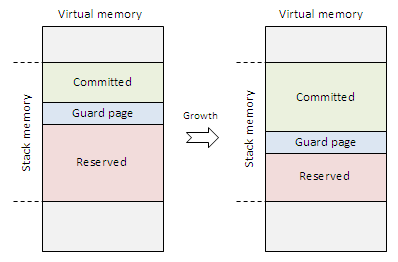 Virtual memory
Stack memory
Committed
Guard page
Reserved
Growth
Virtual memory
Stack memory
Committed
Guard page
Reserved